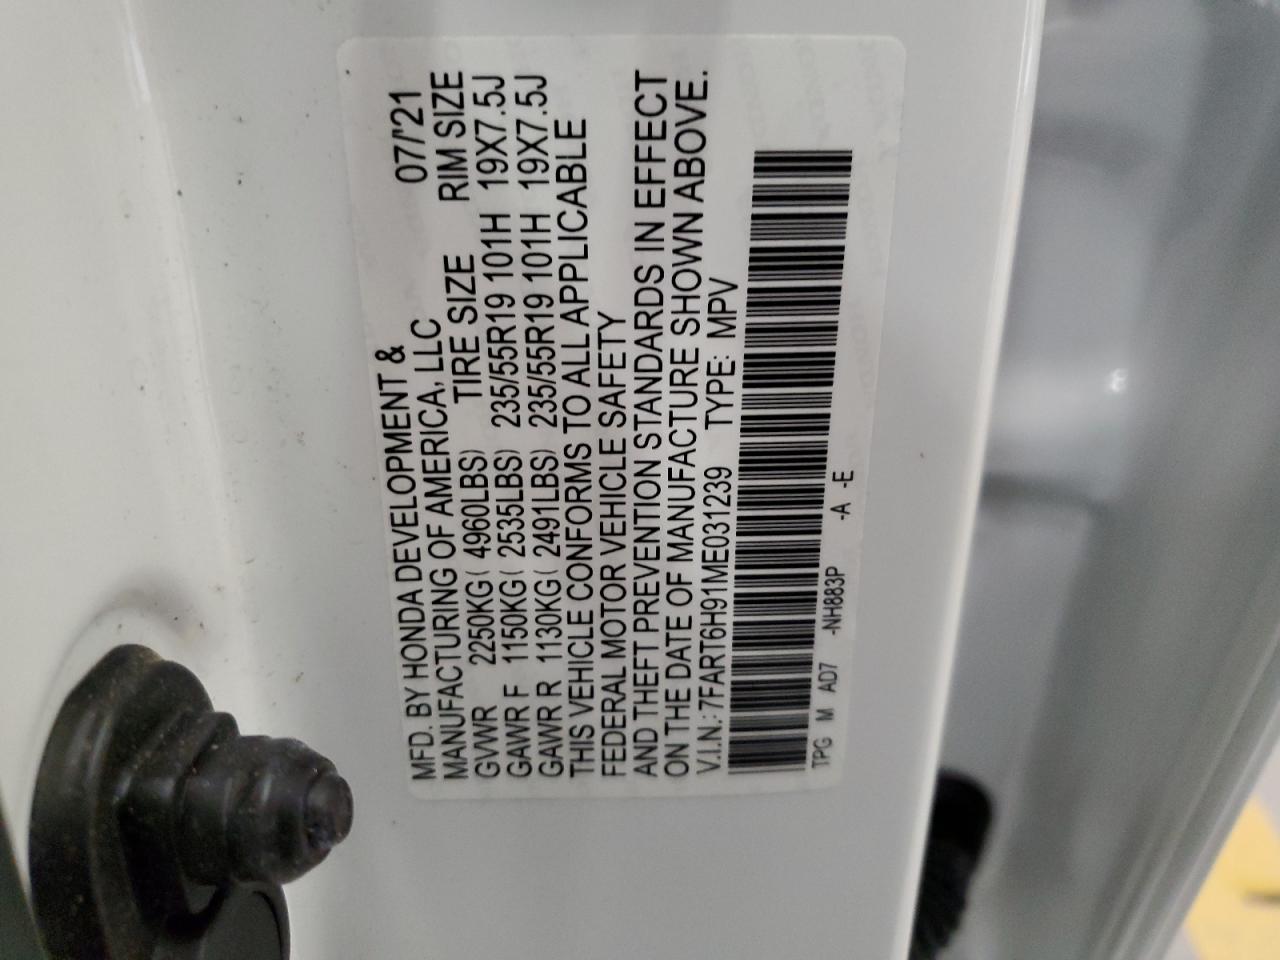 MFD. BY HONDA DEVELOPMENT & 07/'21
MANUFACTURING OF AMERICA, LLC
TIRE SIZE RIM SIZE
GVWR 2250KG( 4960LBS)
GAWR F 1150KG( 2535LBS) 235/55R19 101H 19X7.5J
GAWR R 1130KG( 2491LBS) 235/55R19 101H 19X7.5J
THIS VEHICLE CONFORMS TO ALL APPLICABLE
FEDERAL MOTOR VEHICLE SAFETY
AND THEFT PREVENTION STANDARDS IN EFFECT
ON THE DATE OF MANUFACTURE SHOWN ABOVE.
V.I.N.: 7FART6H91ME031239 TYPE: MPV
TPG M AD7 -NH883P -A -E